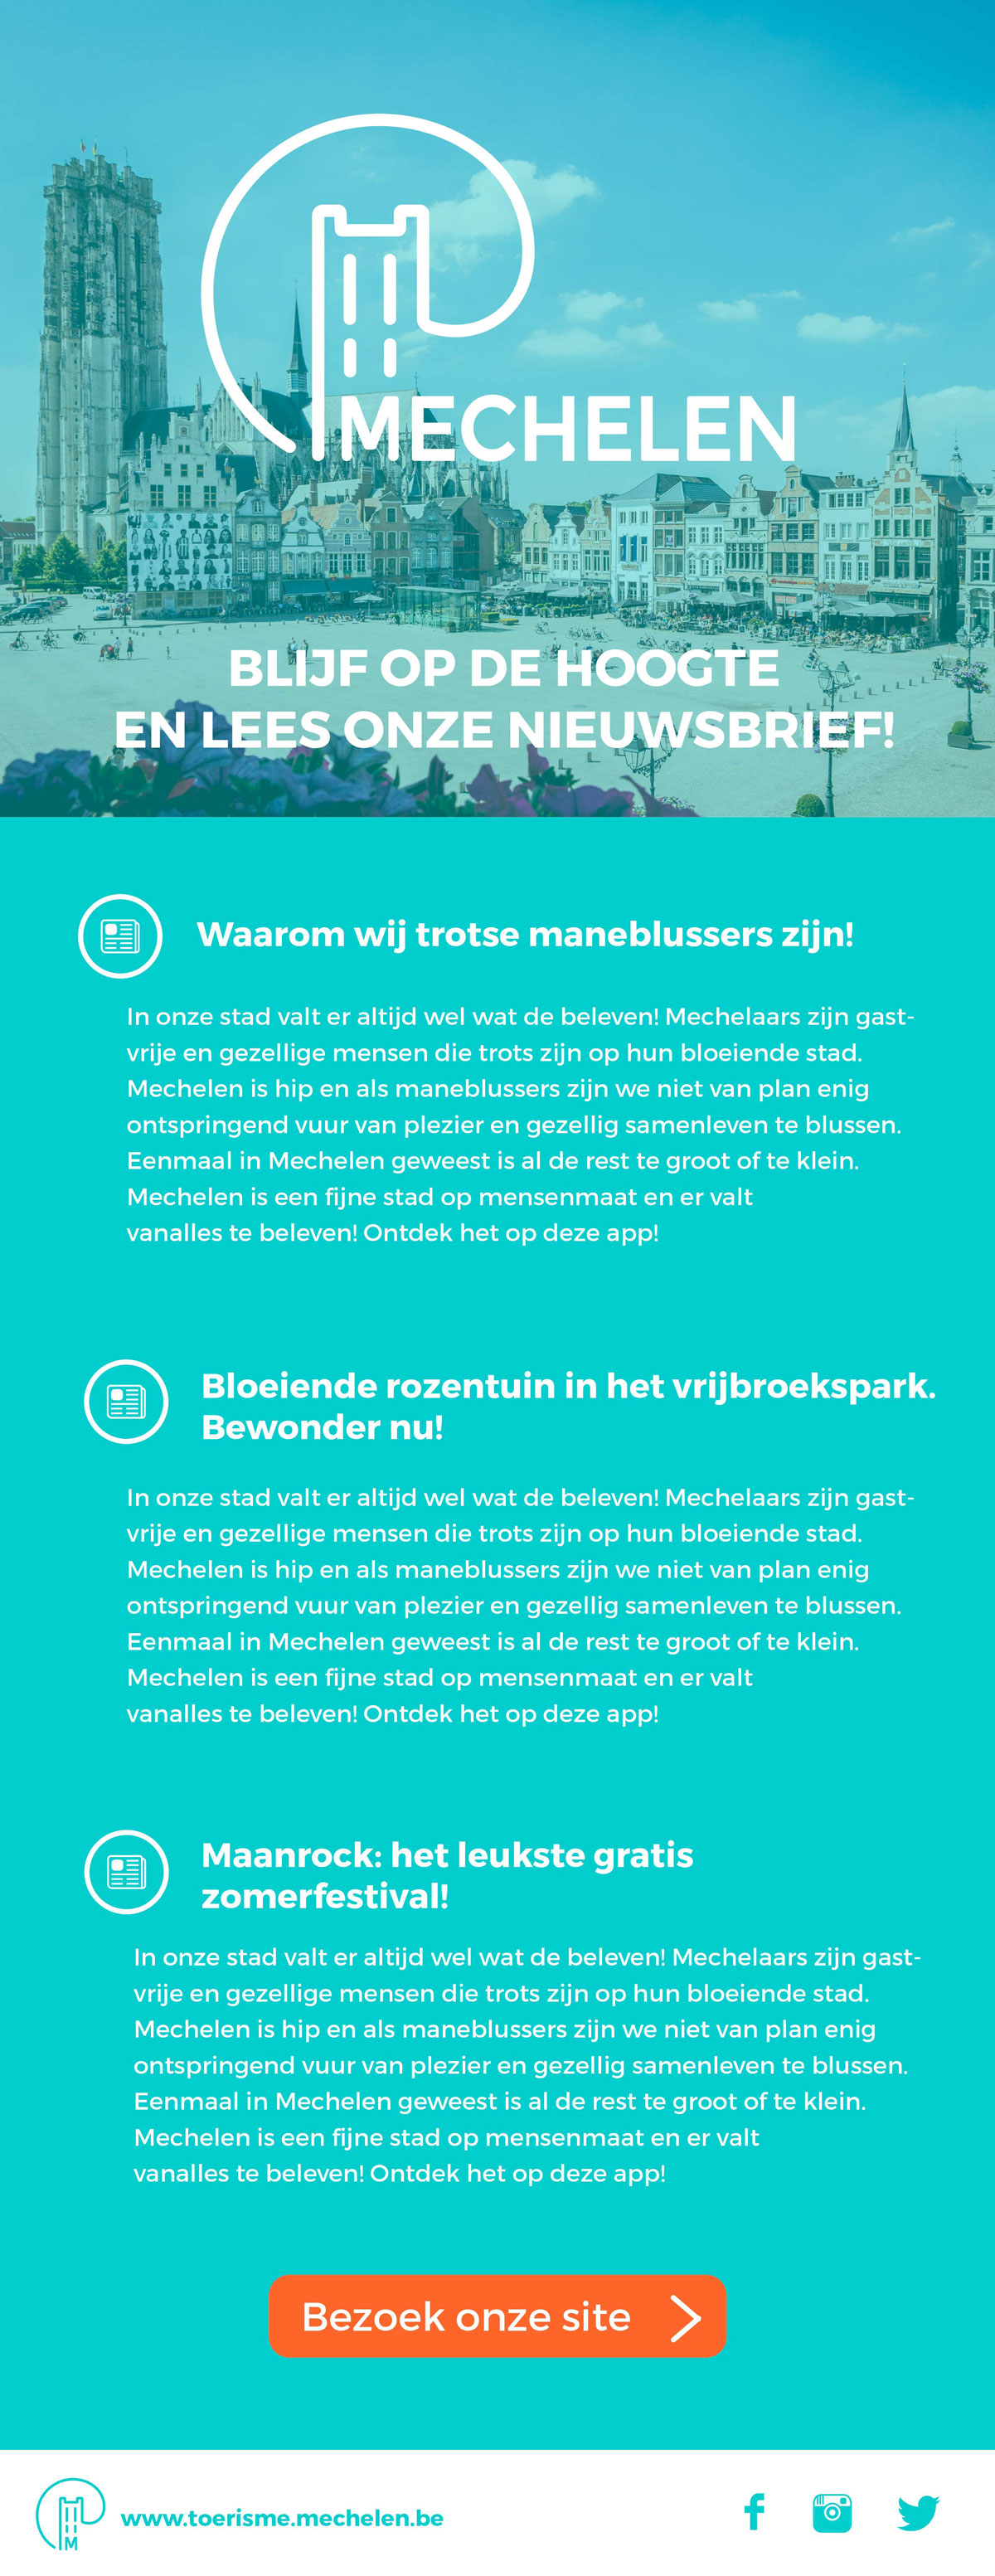 MECHELEN
BLIJF OP DE HOOGTE
EN LEES ONZE NIEUWSBRIEF!
Waarom wij trotse maneblussers zijn!
In onze stad valt er altijd wel wat de beleven! Mechelaars zijn gast-
vrije en gezellige mensen die trots zijn op hun bloeiende stad.
Mechelen is hip en als maneblussers zijn we niet van plan enig
ontspringend vuur van plezier en gezellig samenleven te blussen.
Eenmaal in Mechelen geweest is al de rest te groot of te klein.
Mechelen is een fijne stad op mensenmaat en er valt
vanalles te beleven! Ontdek het op deze app!
Bloeiende rozentuin in het vrijbroekspark.
Bewonder nu!
In onze stad valt er altijd wel wat de beleven! Mechelaars zijn gast-
vrije en gezellige mensen die trots zijn op hun bloeiende stad.
Mechelen is hip en als maneblussers zijn we niet van plan enig
ontspringend vuur van plezier en gezellig samenleven te blussen.
Eenmaal in Mechelen geweest is al de rest te groot of te klein.
Mechelen is een fijne stad op mensenmaat en er valt
vanalles te beleven! Ontdek het op deze app!
Maanrock: het leukste gratis
zomerfestival!
In onze stad valt er altijd wel wat de beleven! Mechelaars zijn gast-
vrije en gezellige mensen die trots zijn op hun bloeiende stad.
Mechelen is hip en als maneblussers zijn we niet van plan enig
ontspringend vuur van plezier en gezellig samenleven te blussen.
Eenmaal in Mechelen geweest is al de rest te groot of te klein.
Mechelen is een fijne stad op mensenmaat en er valt
vanalles te beleven! Ontdek het op deze app!
Bezoek onze site
M
www.toerisme.mechelen.be